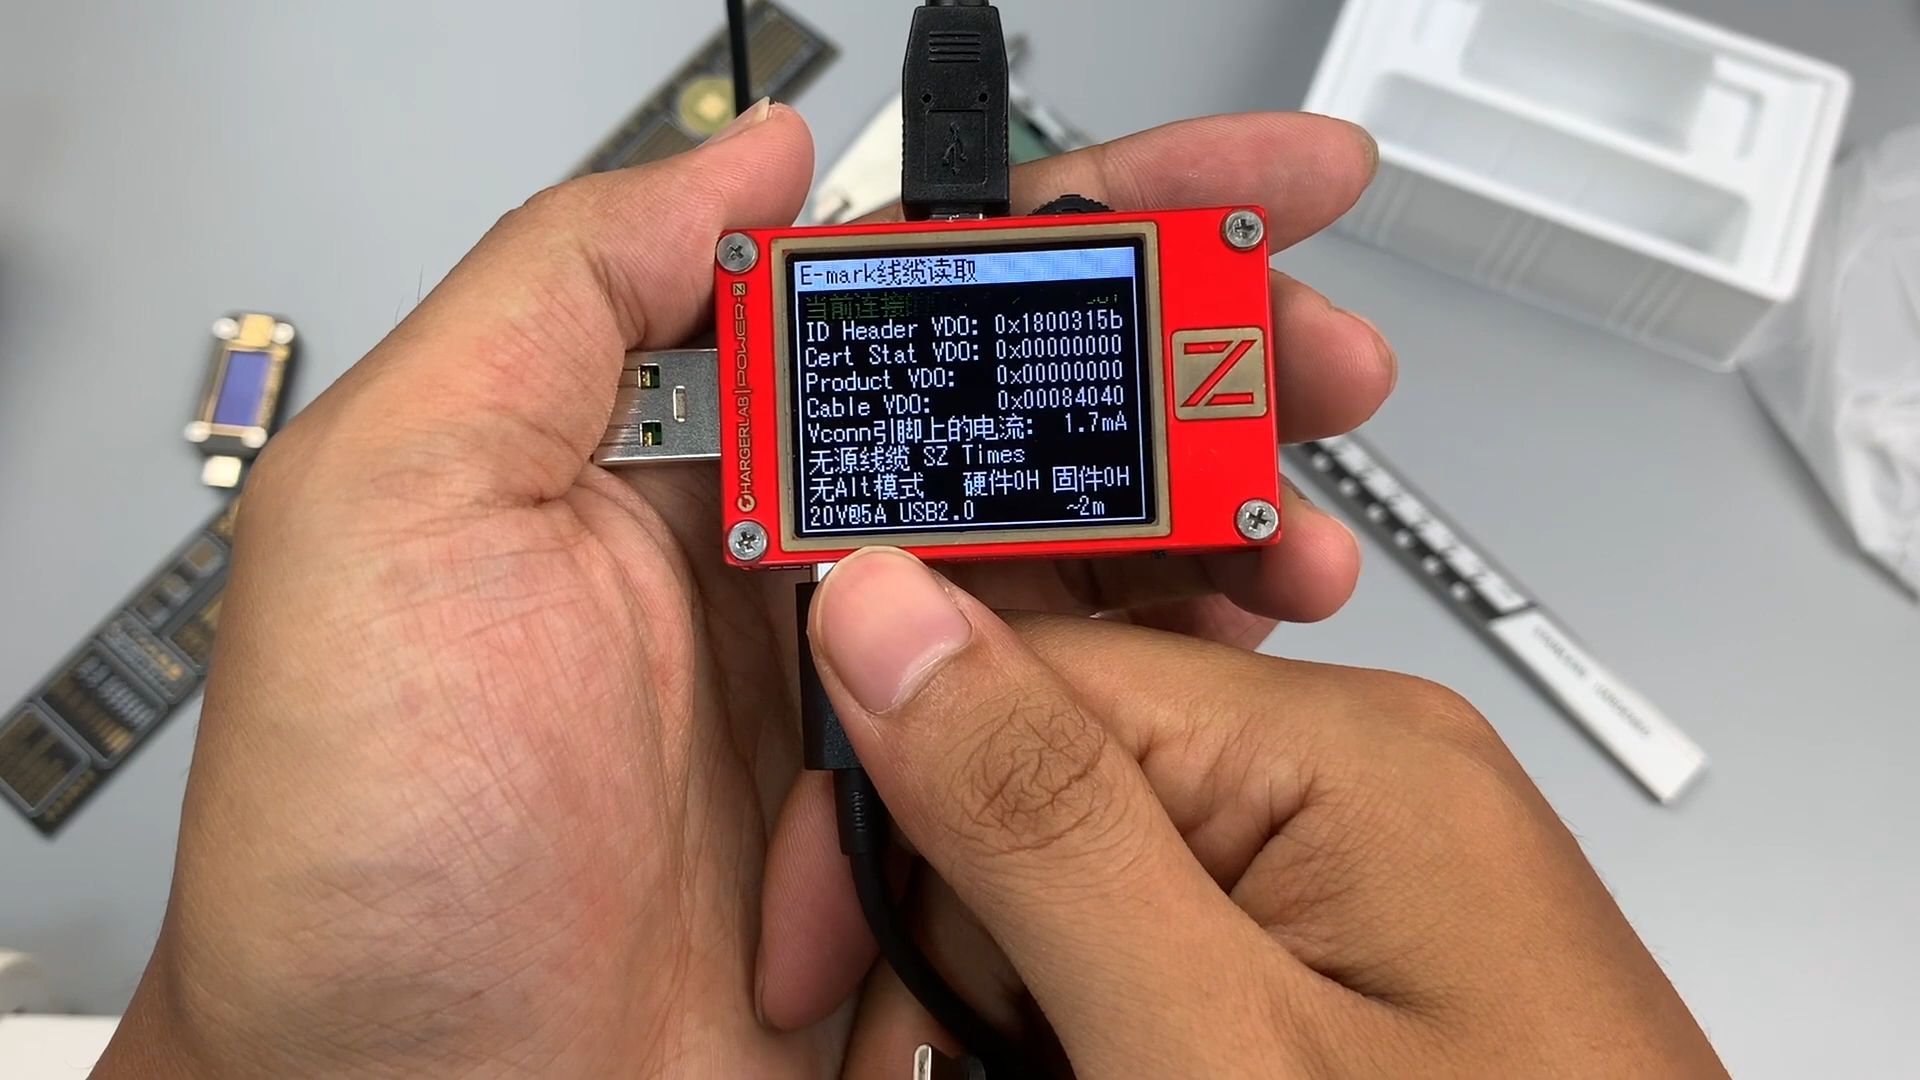 E-mark线缆读取
当前连接
ID Header VDO: 0x1800315b
Cert Stat VDO: 0x00000000
Product VDO: 0x00000000
Cable VDO: 0x00084040
Vconn引脚上的电流: 1.7mA
无源线缆 SZ Times
无Alt模式 硬件0H 固件0H
20V@5A USB2.0 ~2m
CHARGERLAB POWER-Z
Z